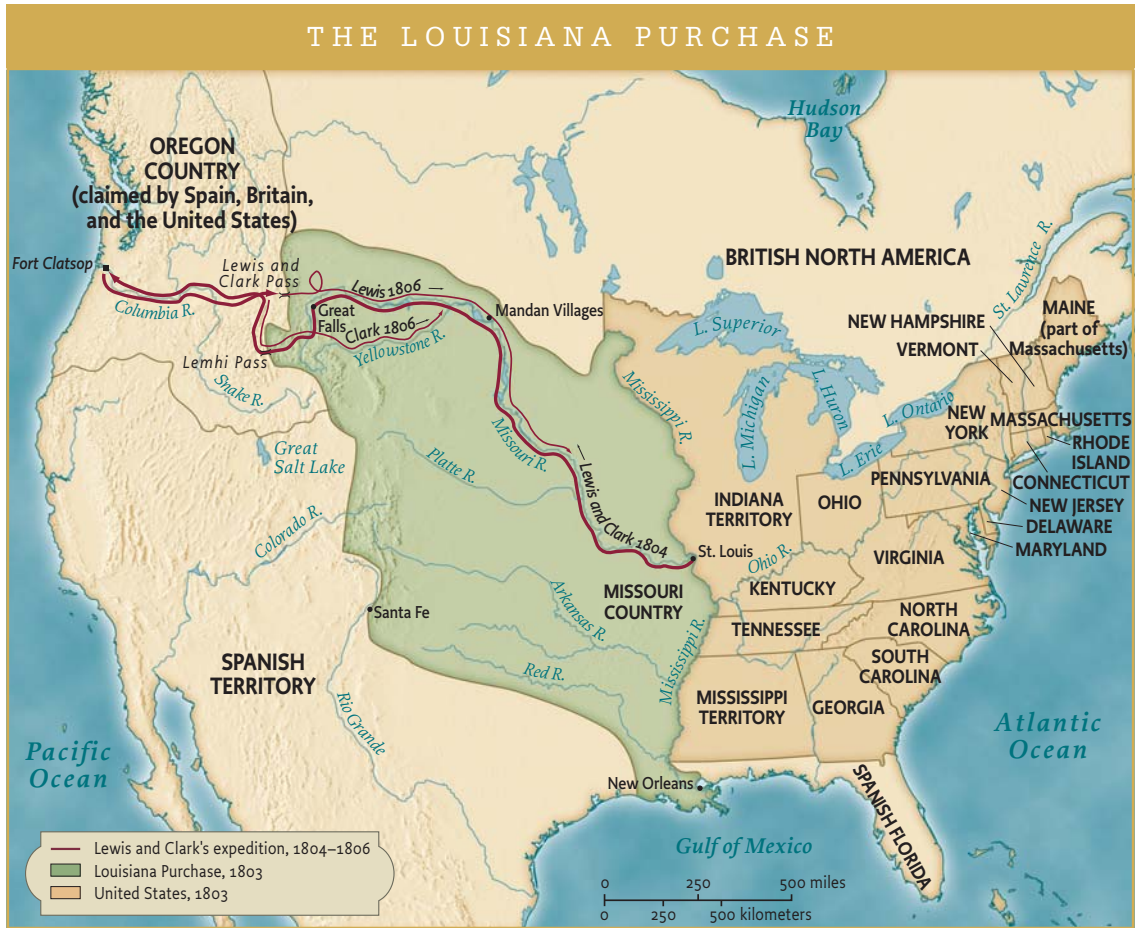 THE LOUISIANA PURCHASE
Hudson
Bay
OREGON
COUNTRY
(claimed by Spain, Britain,
and the United States)
BRITISH NORTH AMERICA
St. Lawrence R.
Fort Clatsop
Lewis and
Clark Pass
Columbia R.
Lewis 1806
Great
Falls
Clark 1806
Yellowstone R.
Mandan Villages
Lemhi Pass
Snake R.
L. Superior
L. Michigan
L. Huron
L. Ontario
L. Erie
NEW HAMPSHIRE
VERMONT
MAINE
(part of
Massachusetts)
NEW
YORK
MASSACHUSETTS
RHODE
ISLAND
CONNECTICUT
NEW JERSEY
DELAWARE
MARYLAND
PENNSYLVANIA
Mississippi R.
Missouri R.
Great
Salt Lake
Platte R.
Lewis and Clark 1804
INDIANA
TERRITORY
OHIO
Colorado R.
St. Louis
Ohio R.
VIRGINIA
KENTUCKY
MISSOURI
COUNTRY
Santa Fe
Arkansas R.
TENNESSEE
NORTH
CAROLINA
SOUTH
CAROLINA
SPANISH
TERRITORY
Red R.
Mississippi R.
MISSISSIPPI
TERRITORY
GEORGIA
Rio Grande
Pacific
Ocean
Atlantic
Ocean
New Orleans
SPANISH FLORIDA
Gulf of Mexico
Lewis and Clark's expedition, 1804–1806
Louisiana Purchase, 1803
United States, 1803
0 250 500 miles
0 250 500 kilometers